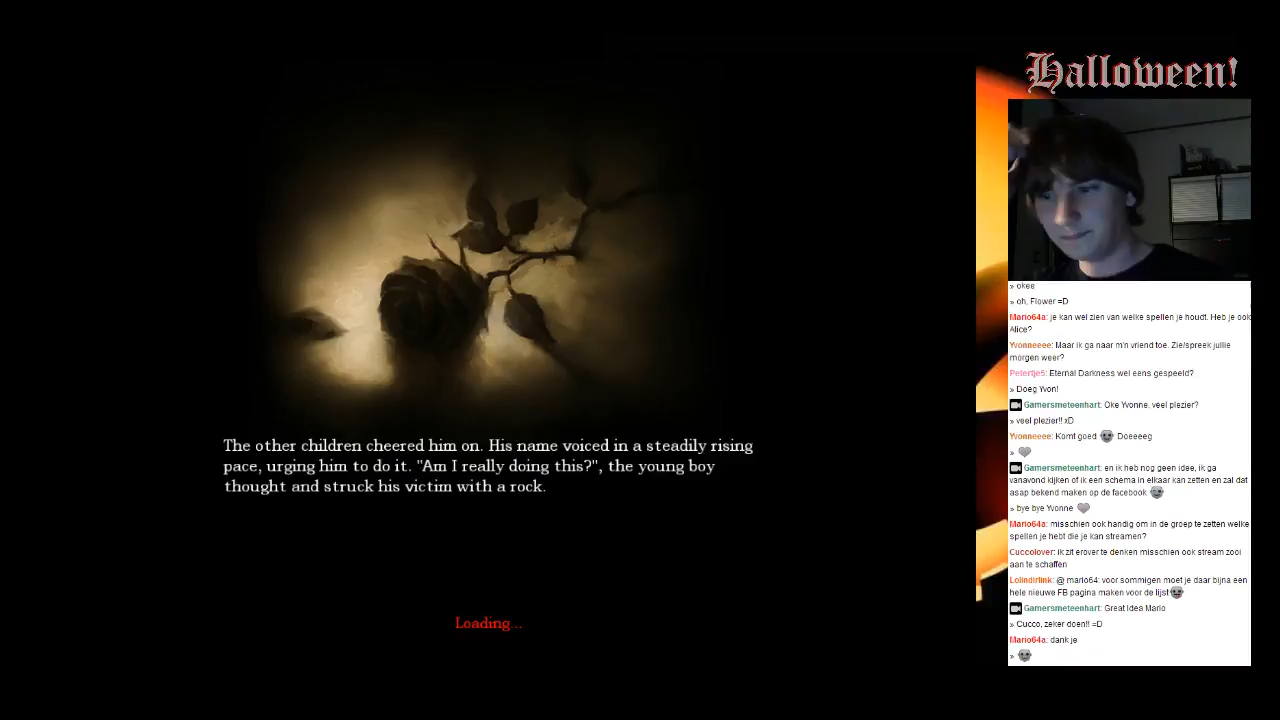 Halloween!
The other children cheered him on. His name voiced in a steadily rising
pace, urging him to do it. "Am I really doing this?", the young boy
thought and struck his victim with a rock.
Loading...
» okee
» oh, Flower =D
Mario64a: je kan wel zien van welke spellen je houdt. Heb je ook
Alice?
Yvonneeee: Maar ik ga naar m'n vriend toe. Zie/spreek jullie
morgen weer?
Petertje5: Eternal Darkness wel eens gespeeld?
» Doeg Yvon!
Gamersmeteenhart: Oke Yvonne, veel plezier?
» veel plezier!! xD
Yvonneeee: Komt goed Doeeeeg
»
Gamersmeteenhart: en ik heb nog geen idee, ik ga
vanavond kijken of ik een schema in elkaar kan zetten en zal dat
asap bekend maken op de facebook
» bye bye Yvonne
Mario64a: misschien ook handig om in de groep te zetten welke
spellen je hebt die je kan streamen?
Cuccolover: ik zit erover te denken misschien ook stream zooi
aan te schaffen
Lolindirlink: @ mario64: voor sommigen moet je daar bijna een
hele nieuwe FB pagina maken voor de lijst
Gamersmeteenhart: Great Idea Mario
» Cucco, zeker doen!! =D
Mario64a: dank je
»